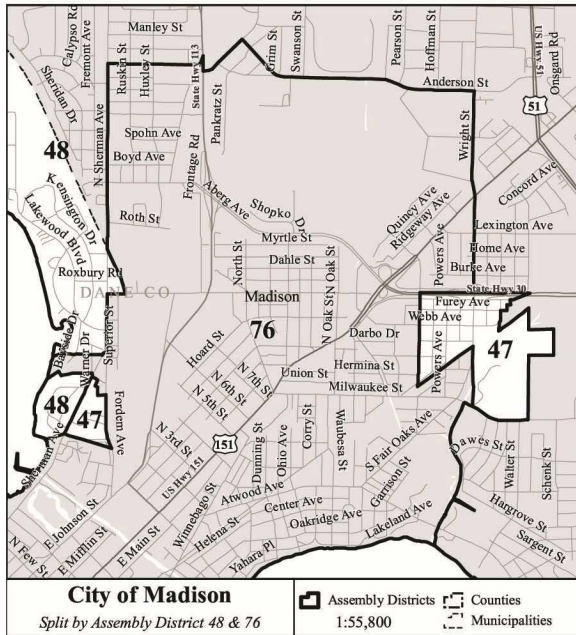 Manley St
Calypso Rd
Fremont Ave
Ruskin St
Huxley St
State Hwy 113
Grim St
Swanson St
Pearson St
Hoffman St
US Hwy 51
Onsgard Rd
Anderson St
51
Sheridan Dr
N Sherman Ave
Pankratz St
Wright St
Spohn Ave
48
Boyd Ave
Frontage Rd
Concord Ave
Kensington Dr
Aberg Ave
Shopko Dr
Quincy Ave
Ridgeway Ave
Lakewood Blvd
Roth St
Lexington Ave
Myrtle St
Powers Ave
Home Ave
Dahle St
Burke Ave
Roxbury Rd
North St
N Oak St
State Hwy 30
DANE CO
Madison
Furey Ave
Webb Ave
76
N Oak St
Darbo Dr
47
Bayside Dr
Warner Dr
Superior St
Hoard St
Powers Ave
Hermina St
Union St
Milwaukee St
N 7th St
N 6th St
N 5th St
48
47
Fordem Ave
N 3rd St
Corry St
Waubesa St
S Fair Oaks Ave
Dawes St
Sherman Ave
151
US Hwy 151
Dunning St
Ohio Ave
Garrison St
Walter St
Schenk St
Atwood Ave
Winnebago St
Center Ave
Hargrove St
E Johnson St
Helena St
Oakridge Ave
Lakeland Ave
N Few St
E Mifflin St
E Main St
Yahara Pl
Sargent St
City of Madison
Split by Assembly District 48 & 76
Assembly Districts
1:55,800
Counties
Municipalities